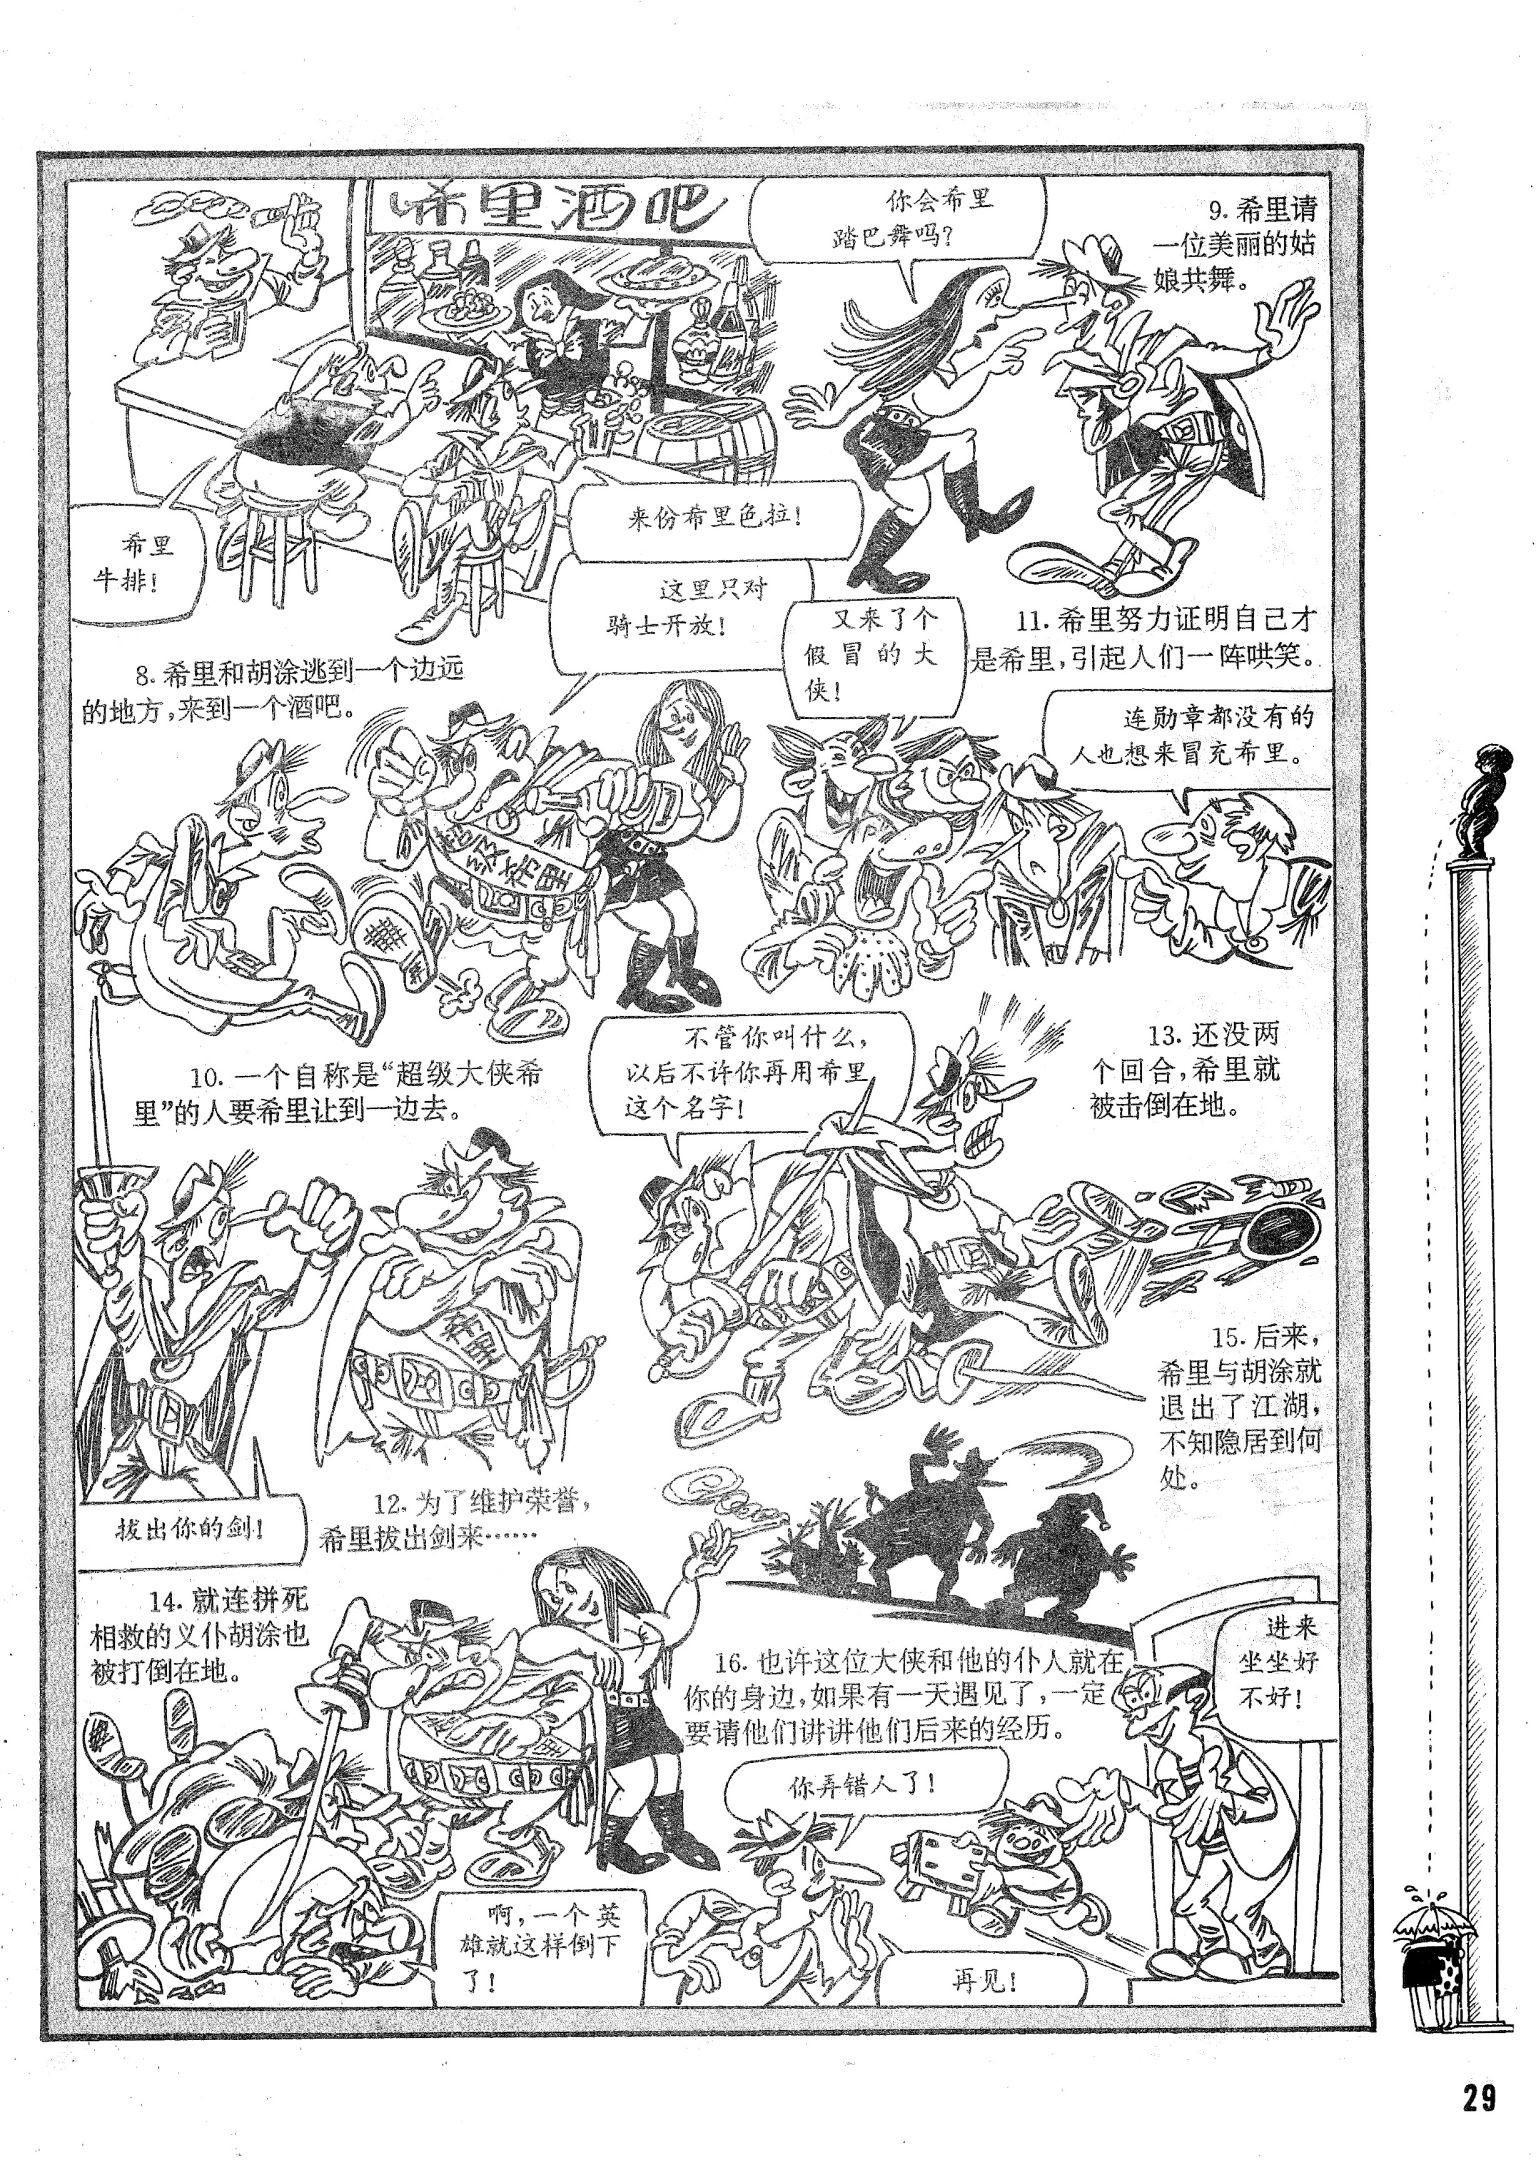 希里酒吧
希里
牛排!
来份希里色拉!
8. 希里和胡涂逃到一个边远
的地方,来到一个酒吧。
你会希里
踏巴舞吗?
9. 希里请
一位美丽的姑
娘共舞。
这里只对
骑士开放!
超级希里
10. 一个自称是“超级大侠希
里”的人要希里让到一边去。
又来了个
假冒的大
侠!
11. 希里努力证明自己才
是希里,引起人们一阵哄笑。
连勋章都没有的
人也想来冒充希里。
希里
拔出你的剑!
12. 为了维护荣誉,
希里拔出剑来……
不管你叫什么,
以后不许你再用希里
这个名字!
13. 还没两
个回合,希里就
被击倒在地。
14. 就连拼死
相救的义仆胡涂也
被打倒在地。
啊,一个英
雄就这样倒下
了!
15. 后来,
希里与胡涂就
退出了江湖,
不知隐居到何
处。
16. 也许这位大侠和他的仆人就在
你的身边,如果有一天遇见了,一定
要请他们讲讲他们后来的经历。
进来
坐坐好
不好!
你弄错人了!
再见!
29